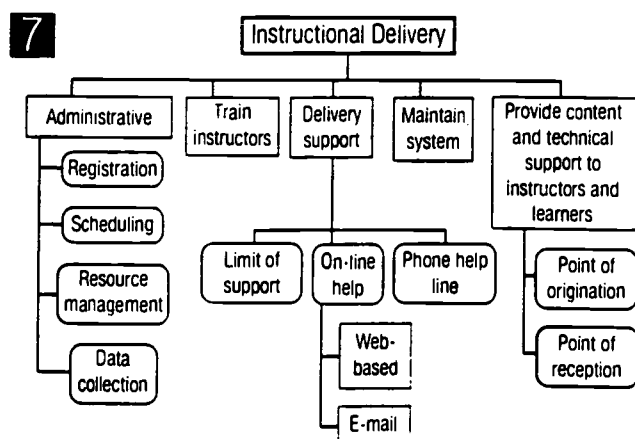 7
Instructional Delivery
Administrative
Registration
Scheduling
Resource
management
Data
collection
Train
instructors
Delivery
support
Limit of
support
On-line
help
Web-
based
E-mail
Phone help
line
Maintain
system
Provide content
and technical
support to
instructors and
learners
Point of
origination
Point of
reception